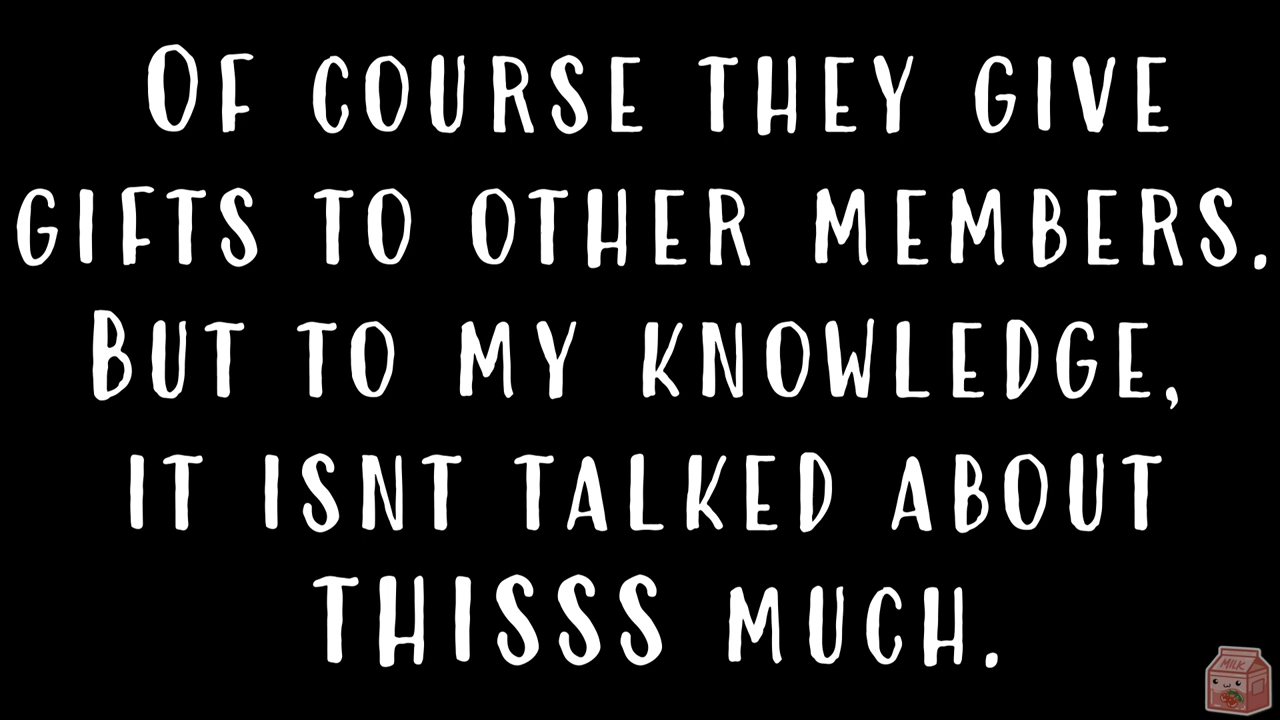 Of course they give
gifts to other members.
But to my knowledge,
it isnt talked about
THISSS much.
MILK